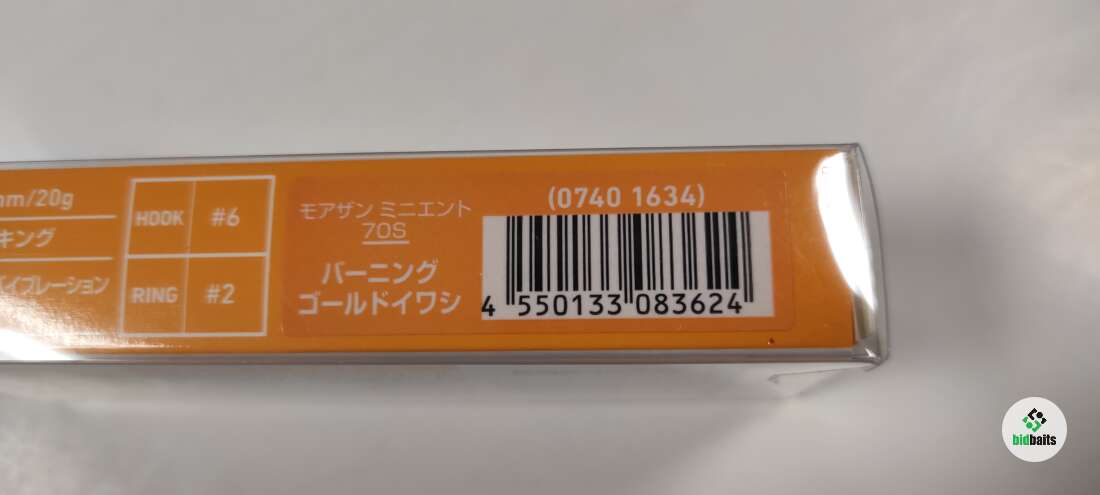 mm/20g
キング
バイブレーション
HOOK #6
RING #2
モアザン ミニエント
70S
バーニング
ゴールドイワシ
(0740 1634)
4 550133 083624
bidbaits